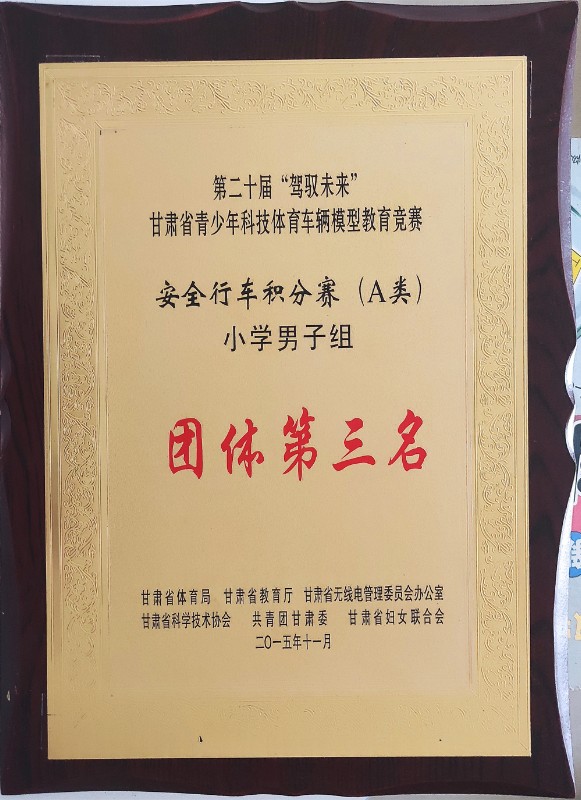 第二十届“驾驭未来”
甘肃省青少年科技体育车辆模型教育竞赛
安全行车积分赛（A类）
小学男子组
团体第三名
甘肃省体育局 甘肃省教育厅 甘肃省无线电管理委员会办公室
甘肃省科学技术协会 共青团甘肃委 甘肃省妇女联合会
二〇一五年十一月